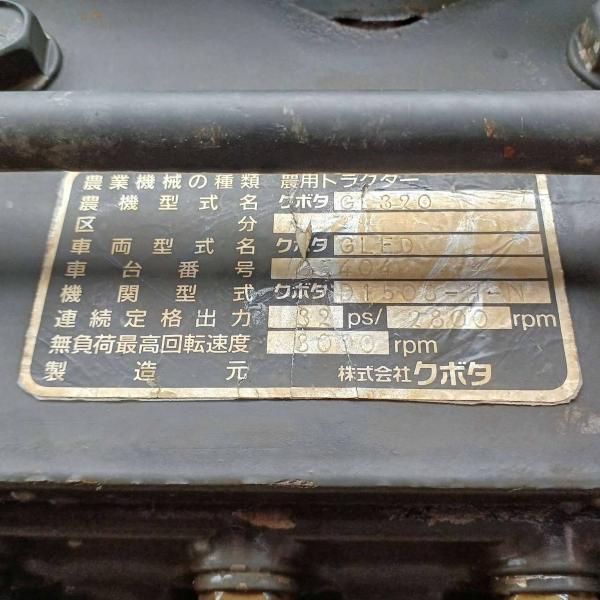 農業機械の種類 農用トラクター
農機型式名 クボタ GL320
区分
車両型式名 クボタ GLED
車台番号
機関型式 クボタ
連続定格出力 32 ps/ 2800 rpm
無負荷最高回転速度 3000 rpm
製造元 株式会社クボタ